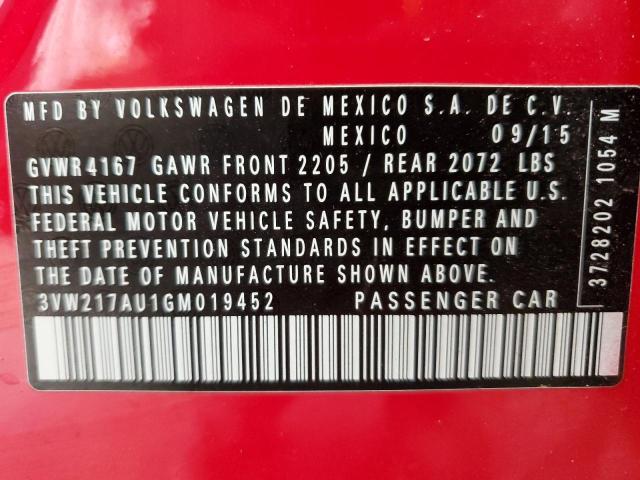 MFD BY VOLKSWAGEN DE MEXICO S.A. DE C.V.
MEXICO 09/15
GVWR 4167 GAWR FRONT 2205 / REAR 2072 LBS
THIS VEHICLE CONFORMS TO ALL APPLICABLE U.S.
FEDERAL MOTOR VEHICLE SAFETY, BUMPER AND
THEFT PREVENTION STANDARDS IN EFFECT ON
THE DATE OF MANUFACTURE SHOWN ABOVE.
3VW217AU1GM019452 PASSENGER CAR
3728202 1054 M